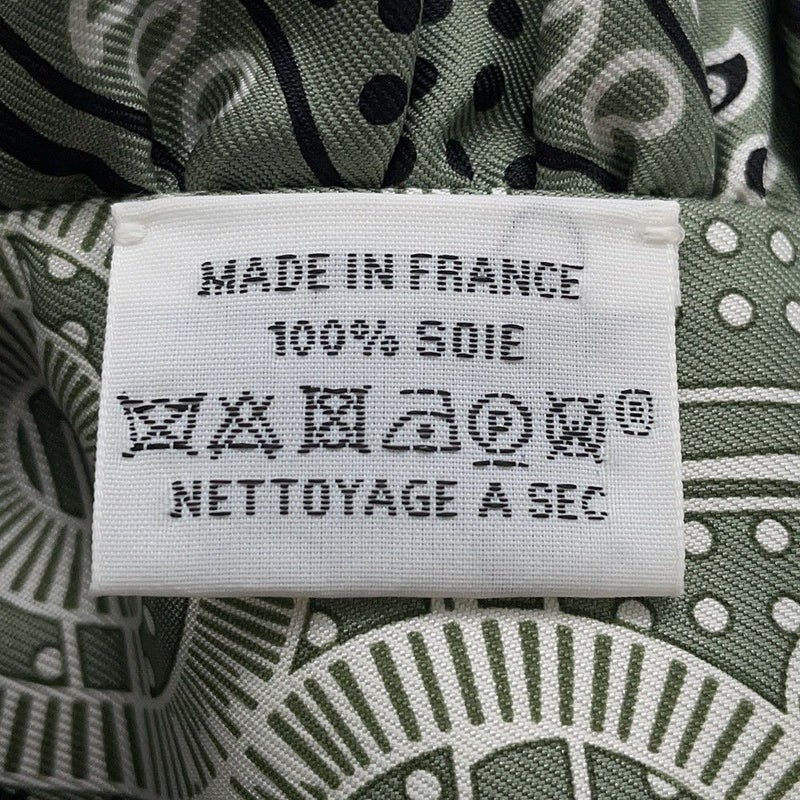 MADE IN FRANCE
100% SOIE
P W ®
NETTOYAGE A SEC